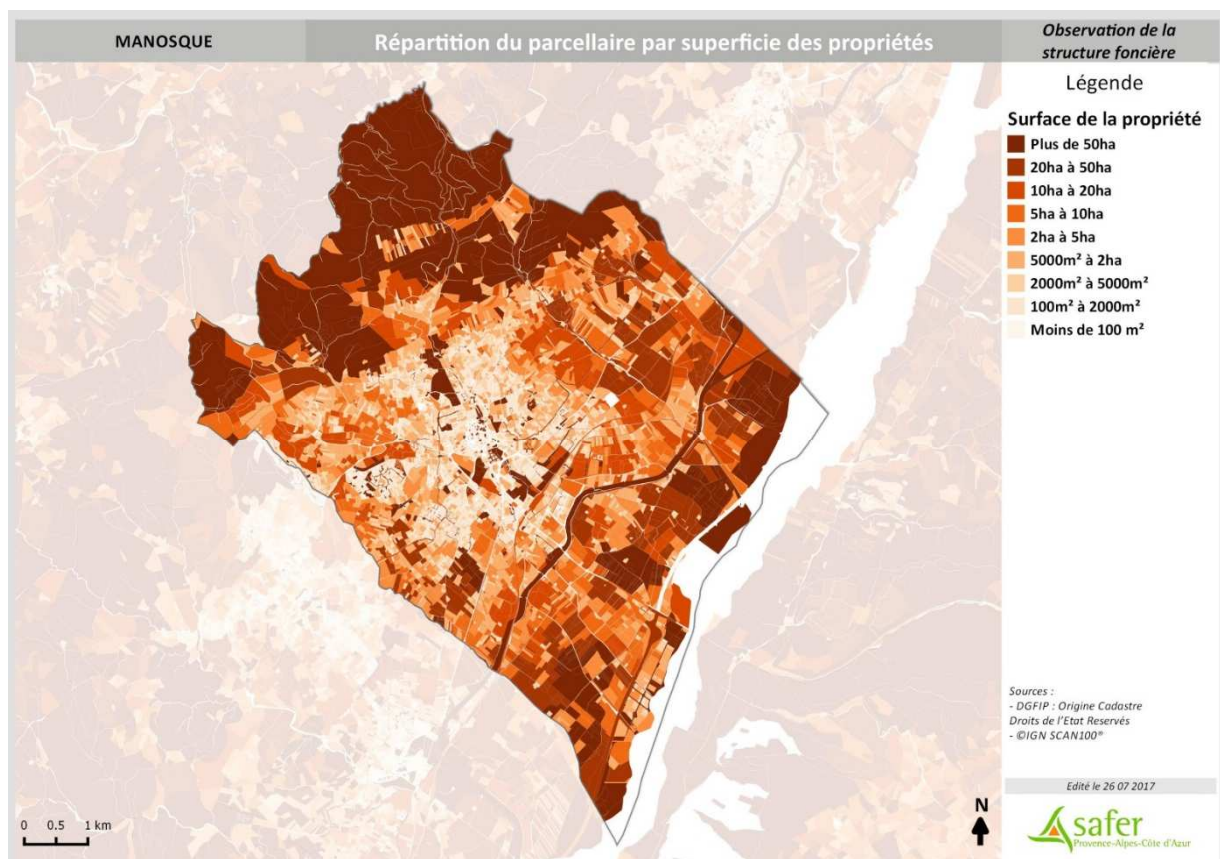 MANOSQUE
Répartition du parcellaire par superficie des propriétés
Observation de la
structure foncière
Légende
Surface de la propriété
Plus de 50ha
20ha à 50ha
10ha à 20ha
5ha à 10ha
2ha à 5ha
5000m² à 2ha
2000m² à 5000m²
100m² à 2000m²
Moins de 100 m²
Sources :
- DGFIP : Origine Cadastre
Droits de l'Etat Reservés
- ©IGN SCAN100®
Edité le 26 07 2017
0 0.5 1 km
N
safer
Provence-Alpes-Côte d'Azur